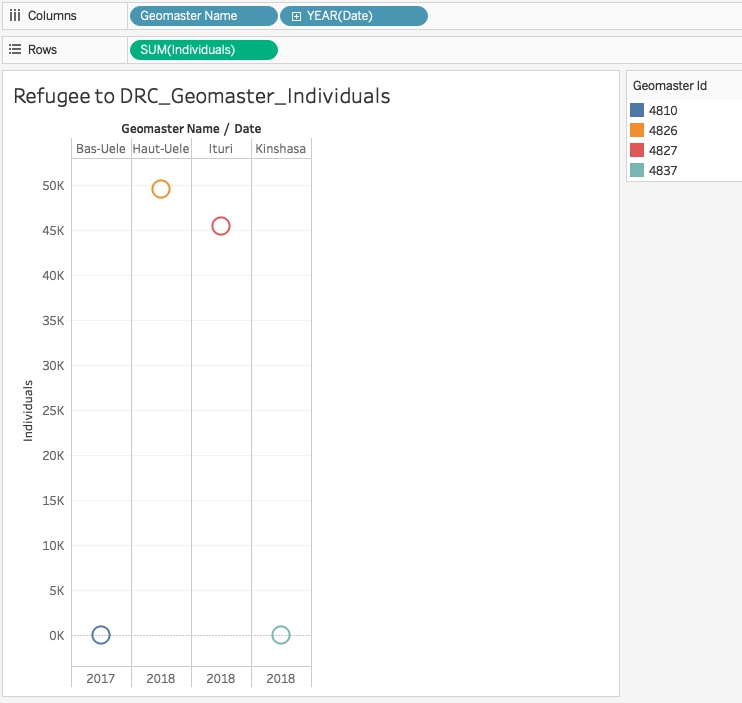 Columns Geomaster Name YEAR(Date)
Rows SUM(Individuals)
Refugee to DRC_Geomaster_Individuals
Geomaster Name / Date
Bas-Uele Haut-Uele Ituri Kinshasa
50K
45K
40K
35K
30K
25K
20K
15K
10K
5K
0K
Individuals
2017 2018 2018 2018
Geomaster Id
4810
4826
4827
4837